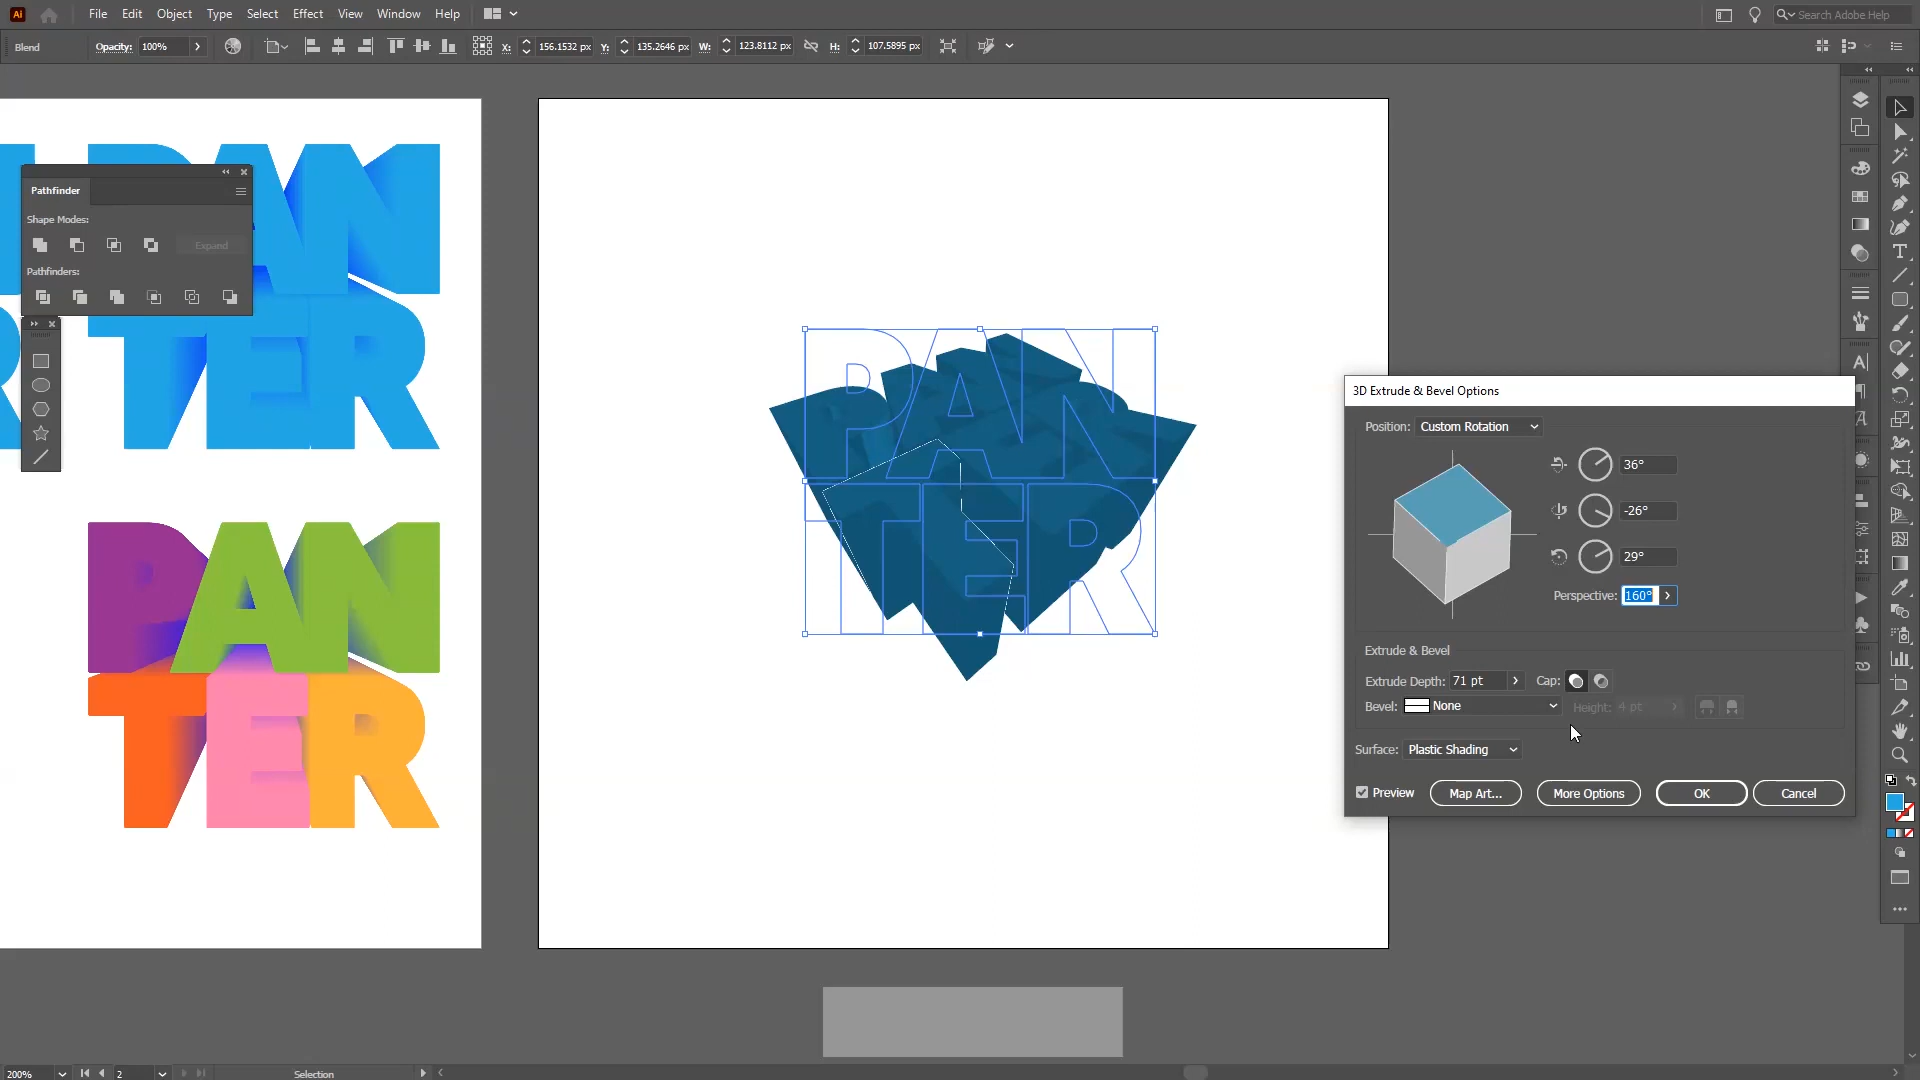 Ai File Edit Object Type Select Effect View Window Help Search Adobe Help
Blend Opacity: 100% X: 156.1532 px Y: 135.2646 px W: 123.8112 px H: 107.5895 px
PAN
TER
Pathfinder
Shape Modes:
Expand
Pathfinders:
PAN
TER
PAN
TER
3D Extrude & Bevel Options
Position: Custom Rotation
36°
-26°
29°
Perspective: 160°
Extrude & Bevel
Extrude Depth: 71 pt Cap:
Bevel: None Height: 4 pt
Surface: Plastic Shading
Preview Map Art... More Options OK Cancel
200% 2 Selection